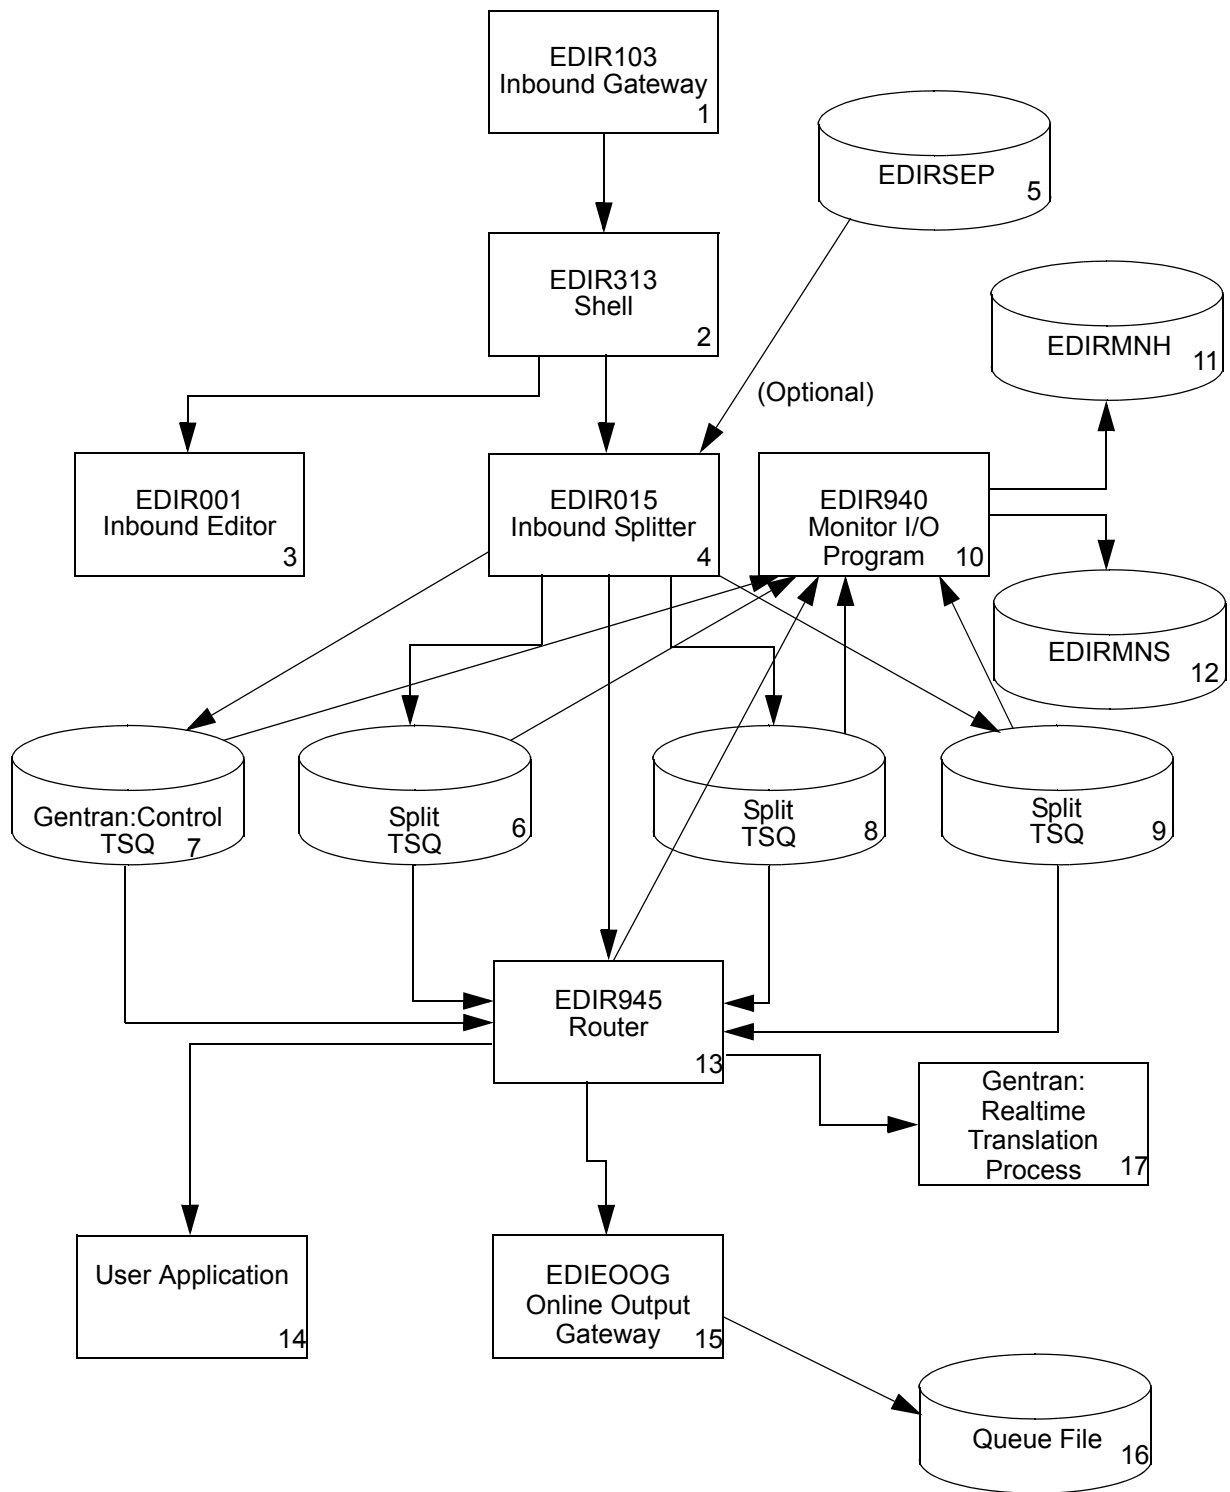 EDIR103
Inbound Gateway
1
EDIRSEP
5
EDIR313
Shell
2
EDIRMNH
11
(Optional)
EDIR001
Inbound Editor
3
EDIR015
Inbound Splitter
4
EDIR940
Monitor I/O
Program
10
EDIRMNS
12
Gentran:Control
TSQ
7
Split
TSQ
6
Split
TSQ
8
Split
TSQ
9
EDIR945
Router
13
Gentran:
Realtime
Translation
Process
17
User Application
14
EDIEOOG
Online Output
Gateway
15
Queue File
16